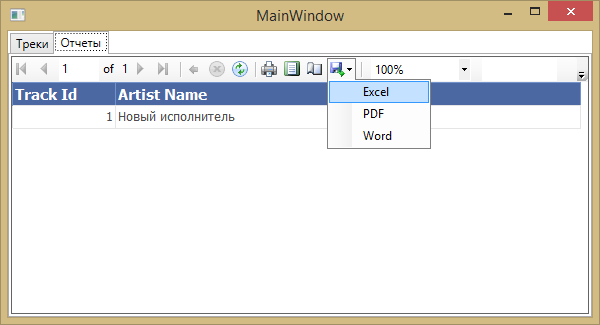 MainWindow
Треки Отчеты
1 of 1 100%
Track Id Artist Name
1 Новый исполнитель
Excel
PDF
Word